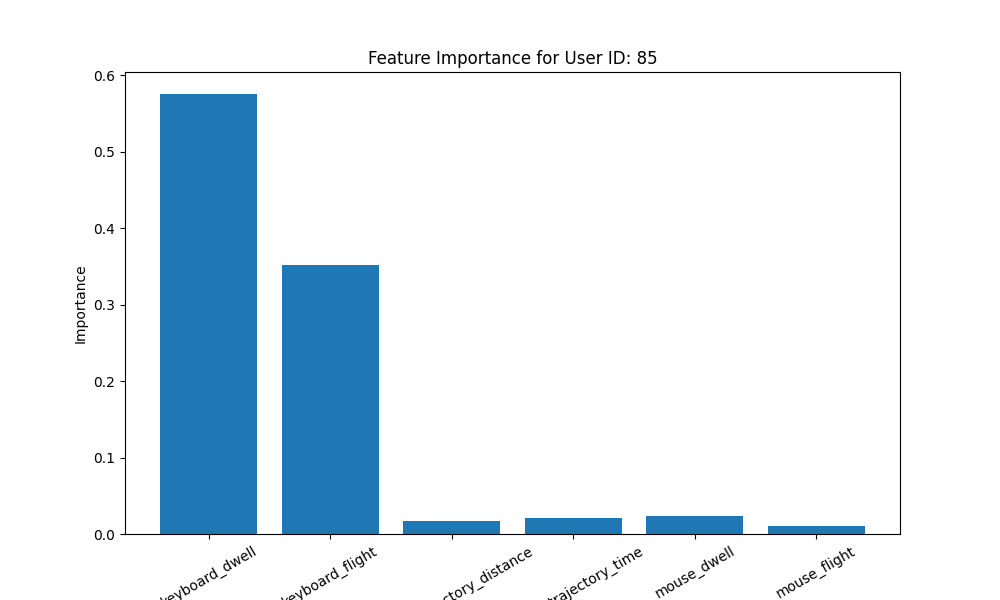 Feature Importance for User ID: 85
Importance
0.6
0.5
0.4
0.3
0.2
0.1
0.0
keyboard_dwell
keyboard_flight
ctory_distance
trajectory_time
mouse_dwell
mouse_flight